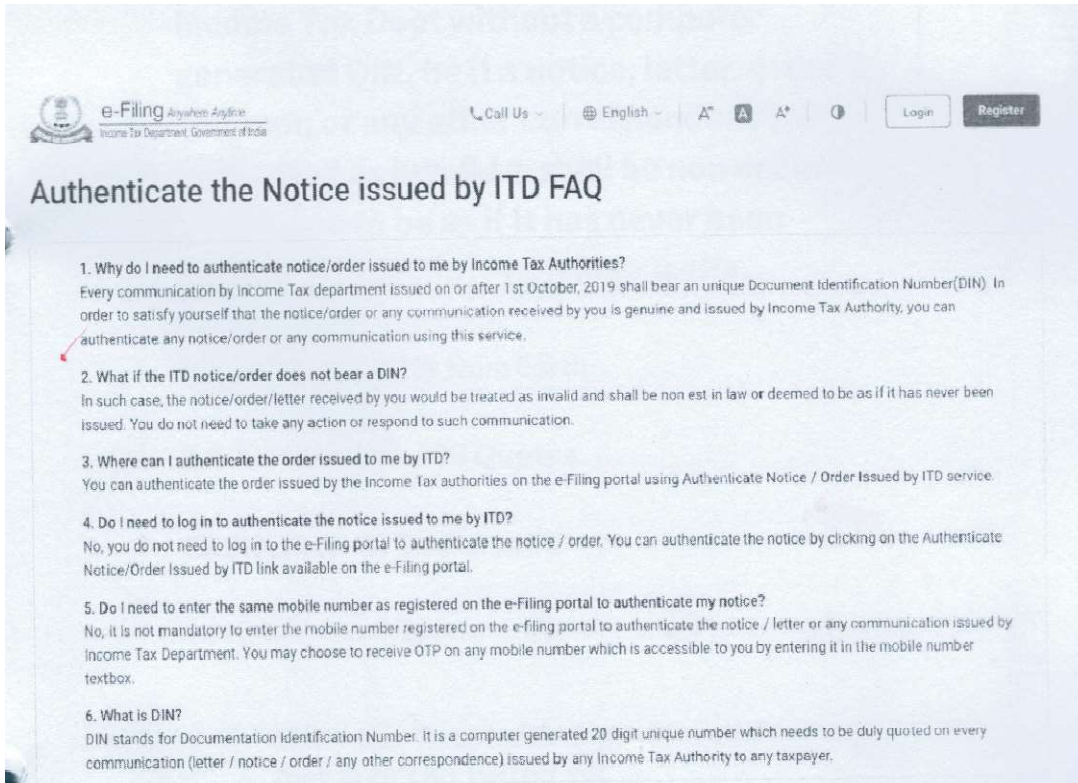 e-Filing Anywhere Anytime
Income Tax Department, Government of India
Call Us
English
A-
A
A+
Login
Register
Authenticate the Notice issued by ITD FAQ
1. Why do I need to authenticate notice/order issued to me by Income Tax Authorities?
Every communication by Income Tax department issued on or after 1st October, 2019 shall bear an unique Document Identification Number(DIN). In
order to satisfy yourself that the notice/order or any communication received by you is genuine and issued by Income Tax Authority, you can
authenticate any notice/order or any communication using this service.
2. What if the ITD notice/order does not bear a DIN?
In such case, the notice/order/letter received by you would be treated as invalid and shall be non est in law or deemed to be as if it has never been
issued. You do not need to take any action or respond to such communication.
3. Where can I authenticate the order issued to me by ITD?
You can authenticate the order issued by the Income Tax authorities on the e-Filing portal using Authenticate Notice / Order Issued by ITD service.
4. Do I need to log in to authenticate the notice issued to me by ITD?
No, you do not need to log in to the e-Filing portal to authenticate the notice / order. You can authenticate the notice by clicking on the Authenticate
Notice/Order Issued by ITD link available on the e-Filing portal.
5. Do I need to enter the same mobile number as registered on the e-Filing portal to authenticate my notice?
No, it is not mandatory to enter the mobile number registered on the e-filing portal to authenticate the notice / letter or any communication issued by
Income Tax Department. You may choose to receive OTP on any mobile number which is accessible to you by entering it in the mobile number
textbox.
6. What is DIN?
DIN stands for Documentation Identification Number. It is a computer generated 20 digit unique number which needs to be duly quoted on every
communication (letter / notice / order / any other correspondence) issued by any Income Tax Authority to any taxpayer.